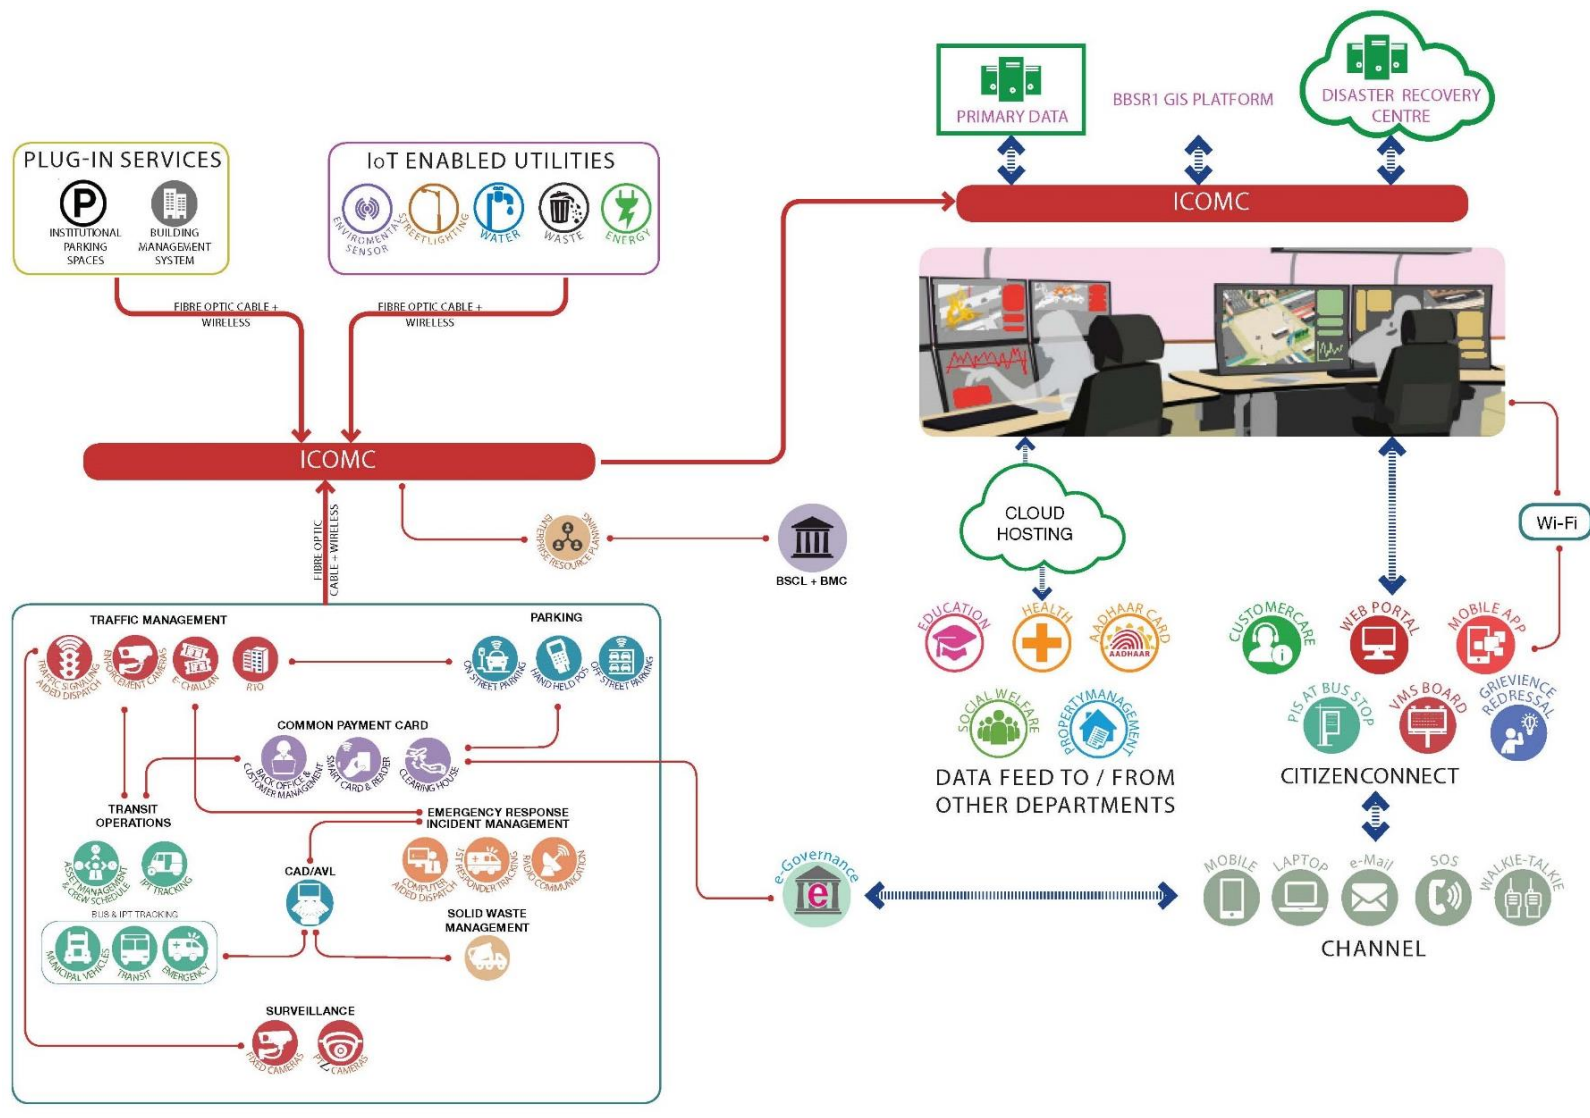 PRIMARY DATA
BBSR1 GIS PLATFORM
DISASTER RECOVERY
CENTRE
PLUG-IN SERVICES
INSTITUTIONAL
PARKING
SPACES
BUILDING
MANAGEMENT
SYSTEM
IoT ENABLED UTILITIES
ENVIROMENTAL
SENSOR
STREETLIGHTING
WATER
WASTE
ENERGY
ICOMC
FIBRE OPTIC CABLE +
WIRELESS
FIBRE OPTIC CABLE +
WIRELESS
ICOMC
FIBRE OPTIC
CABLE + WIRELESS
ENTERPRISE RESOURCE PLANNING
BSCL + BMC
CLOUD
HOSTING
Wi-Fi
TRAFFIC MANAGEMENT
TRAFFIC SIGNALING
AIDED DISPATCH
ENFORCEMENT CAMERAS
E-CHALLAN
RTO
PARKING
ON STREET PARKING
HAND HELD POS
OFF STREET PARKING
COMMON PAYMENT CARD
BACK OFFICE &
CUSTOMER MANAGEMENT
SMART CARD & READER
CLEARING HOUSE
TRANSIT
OPERATIONS
ASSET MANAGEMENT
& CREW SCHEDULE
IPT TRACKING
EMERGENCY RESPONSE
INCIDENT MANAGEMENT
COMPUTER
AIDED DISPATCH
1ST RESPONDER TRACKING
RADIO COMMUNICATION
CAD/AVL
BUS & IPT TRACKING
MUNICIPAL VEHICLES
TRANSIT
EMERGENCY
SOLID WASTE
MANAGEMENT
SURVEILLANCE
FIXED CAMERAS
PTZ CAMERAS
EDUCATION
HEALTH
AADHAAR CARD
AADHAAR
SOCIAL WELFARE
PROPERTYMANAGEMENT
DATA FEED TO / FROM
OTHER DEPARTMENTS
CUSTOMERCARE
WEB PORTAL
MOBILE APP
PIS AT BUS STOP
VMS BOARD
GRIEVIENCE
REDRESSAL
CITIZENCONNECT
e-Governance
e
MOBILE
LAPTOP
e-Mail
SOS
WALKIE-TALKIE
CHANNEL